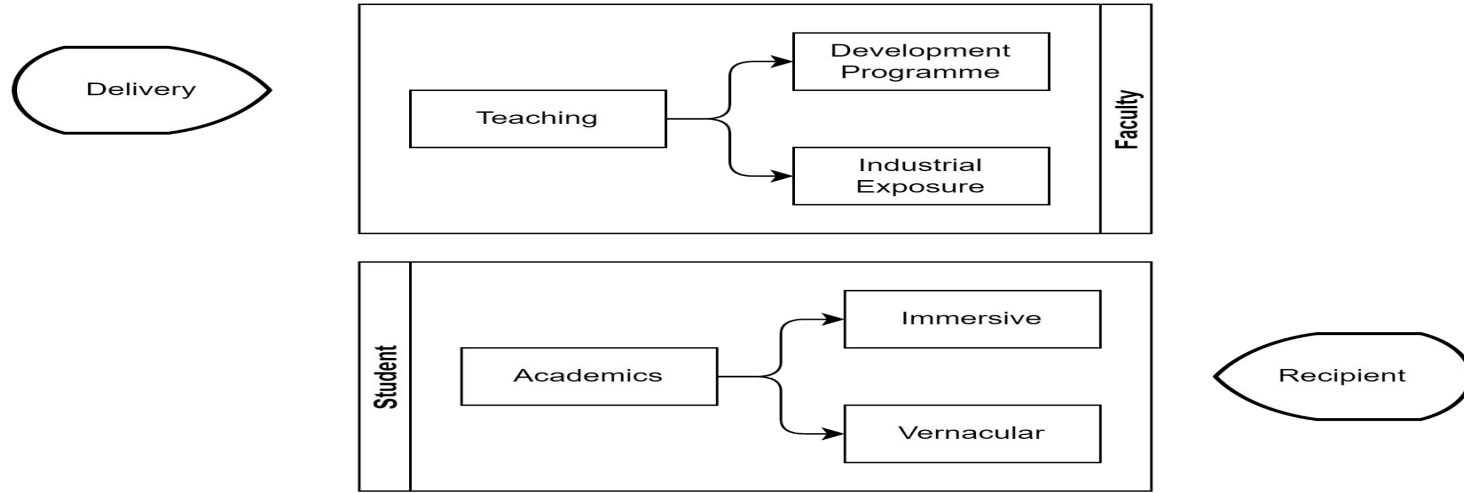 Delivery
Teaching
Development
Programme
Industrial
Exposure
Faculty
Student
Academics
Immersive
Vernacular
Recipient